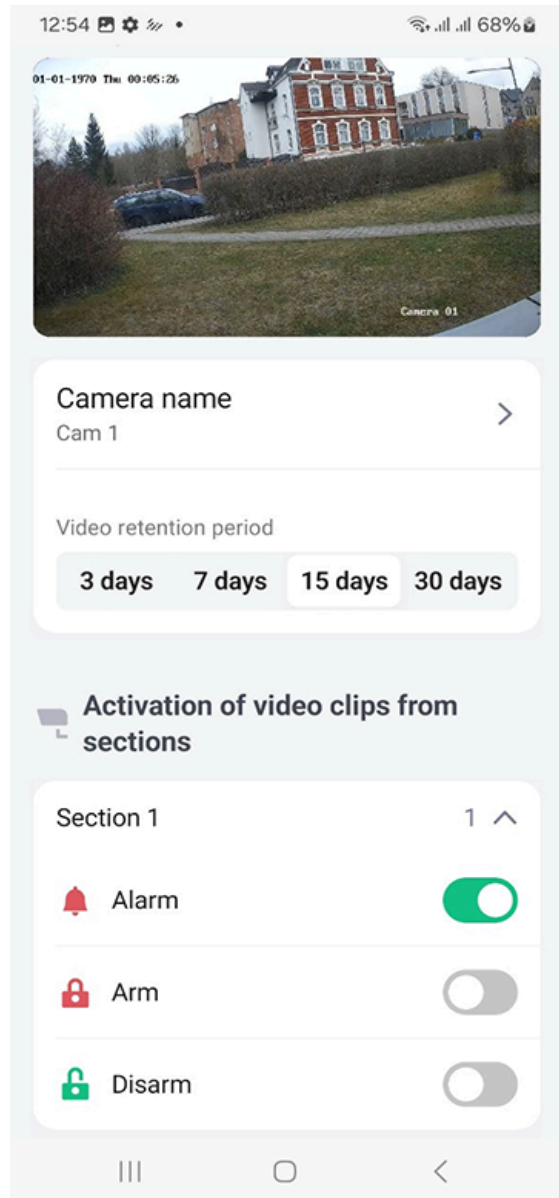 12:54
68%
01-01-1970 Thu 00:05:26
Camera 01
Camera name
Cam 1
Video retention period
3 days 7 days 15 days 30 days
Activation of video clips from
sections
Section 1 1
Alarm
Arm
Disarm